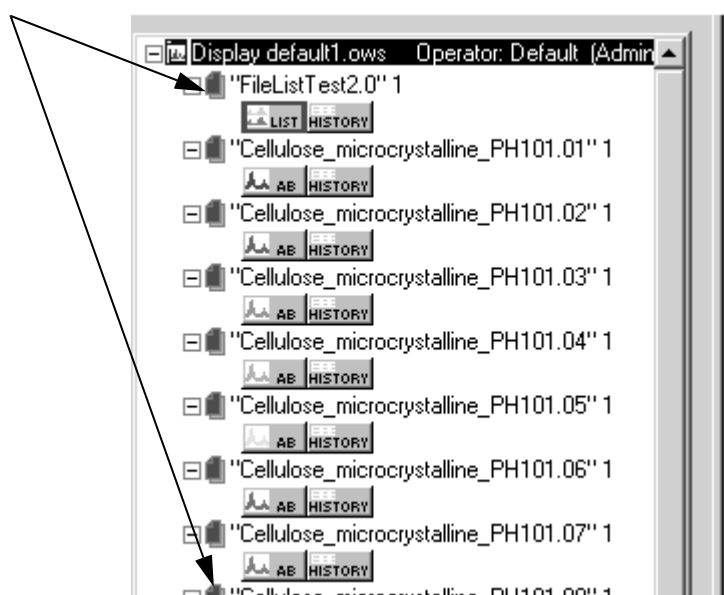 Display default1.ows Operator: Default (Admin
"FileListTest2.0" 1
LIST HISTORY
"Cellulose_microcrystalline_PH101.01" 1
AB HISTORY
"Cellulose_microcrystalline_PH101.02" 1
AB HISTORY
"Cellulose_microcrystalline_PH101.03" 1
AB HISTORY
"Cellulose_microcrystalline_PH101.04" 1
AB HISTORY
"Cellulose_microcrystalline_PH101.05" 1
AB HISTORY
"Cellulose_microcrystalline_PH101.06" 1
AB HISTORY
"Cellulose_microcrystalline_PH101.07" 1
AB HISTORY
"Cellulose_microcrystalline